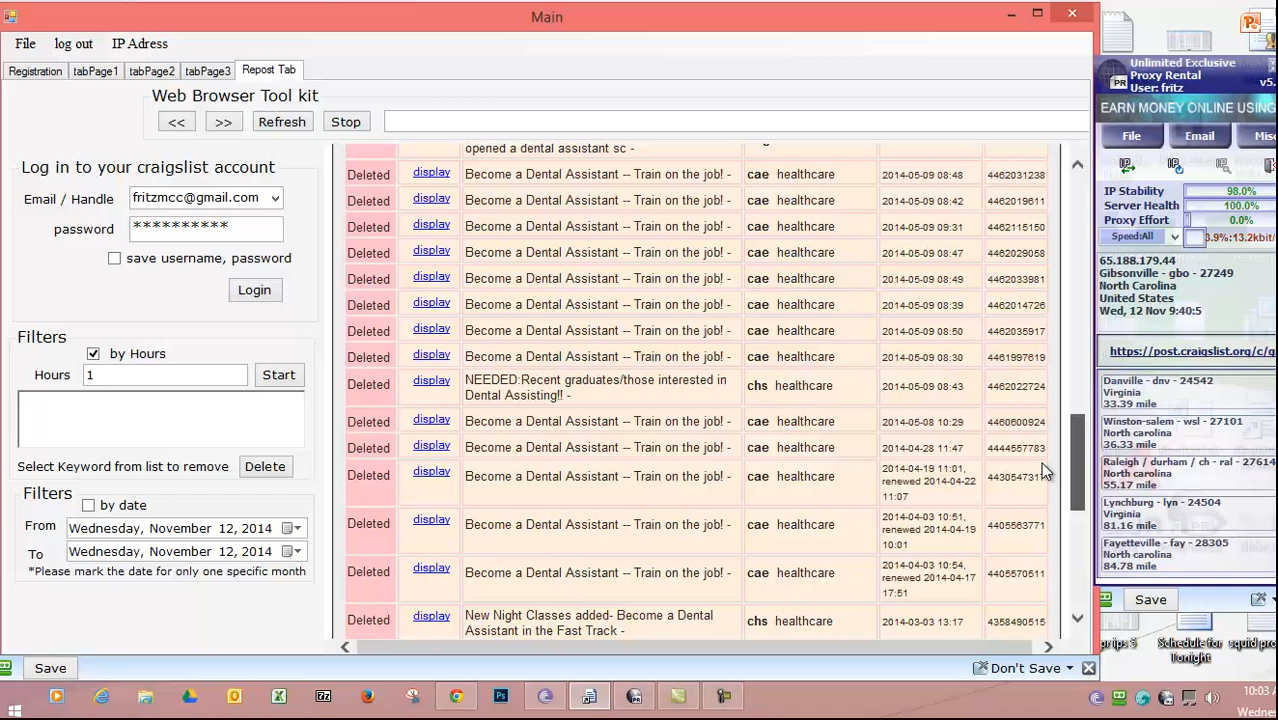 Main
File log out IP Adress
Registration tabPage1 tabPage2 tabPage3 Repost Tab
Web Browser Tool kit
<< >> Refresh Stop
Log in to your craigslist account
Email / Handle fritzmcc@gmail.com
password **********
save username, password
Login
Filters
by Hours
Hours 1 Start
Select Keyword from list to remove Delete
Filters
by date
From Wednesday, November 12, 2014
To Wednesday, November 12, 2014
*Please mark the date for only one specific month
opened a dental assistant sc -
Deleted display Become a Dental Assistant -- Train on the job! - cae healthcare 2014-05-09 08:48 4462031238
Deleted display Become a Dental Assistant -- Train on the job! - cae healthcare 2014-05-09 08:42 4462019611
Deleted display Become a Dental Assistant -- Train on the job! - cae healthcare 2014-05-09 09:31 4462115150
Deleted display Become a Dental Assistant -- Train on the job! - cae healthcare 2014-05-09 08:47 4462029058
Deleted display Become a Dental Assistant -- Train on the job! - cae healthcare 2014-05-09 08:49 4462033981
Deleted display Become a Dental Assistant -- Train on the job! - cae healthcare 2014-05-09 08:39 4462014726
Deleted display Become a Dental Assistant -- Train on the job! - cae healthcare 2014-05-09 08:50 4462035917
Deleted display Become a Dental Assistant -- Train on the job! - cae healthcare 2014-05-09 08:30 4461997619
Deleted display NEEDED:Recent graduates/those interested in chs healthcare 2014-05-09 08:43 4462022724
Dental Assisting!! -
Deleted display Become a Dental Assistant -- Train on the job! - cae healthcare 2014-05-08 10:29 4460600924
Deleted display Become a Dental Assistant -- Train on the job! - cae healthcare 2014-04-28 11:47 4444557783
2014-04-19 11:01,
Deleted display Become a Dental Assistant -- Train on the job! - cae healthcare renewed 2014-04-22
11:07
2014-04-03 10:51,
Deleted display Become a Dental Assistant -- Train on the job! - cae healthcare renewed 2014-04-19 4405563771
10:01
2014-04-03 10:54,
Deleted display Become a Dental Assistant -- Train on the job! - cae healthcare renewed 2014-04-17 4405570511
17:51
Deleted display New Night Classes added- Become a Dental chs healthcare 2014-03-03 13:17 4358490515
Assistant in the Fast Track -
Save
Don't Save
Unlimited Exclusive
Proxy Rental
User: fritz v5.
PR
EARN MONEY ONLINE USING
File Email Misc
IP Stability 98.0%
Server Health 100.0%
Proxy Effort 0.0%
Speed:All 3.9%:13.2kbit/
65.188.179.44
Gibsonville - gbo - 27249
North Carolina
United States
Wed, 12 Nov 9:40:5
https://post.craigslist.org/c/g
Danville - dnv - 24542
Virginia
33.39 mile
Winston-salem - wsl - 27101
North carolina
36.33 mile
Raleigh / durham / ch - ral - 27614
North carolina
55.17 mile
Lynchburg - lyn - 24504
Virginia
81.16 mile
Fayetteville - fay - 28305
North carolina
84.78 mile
Save
Schedule for
Tonight
squid pro
10:03
Wednes